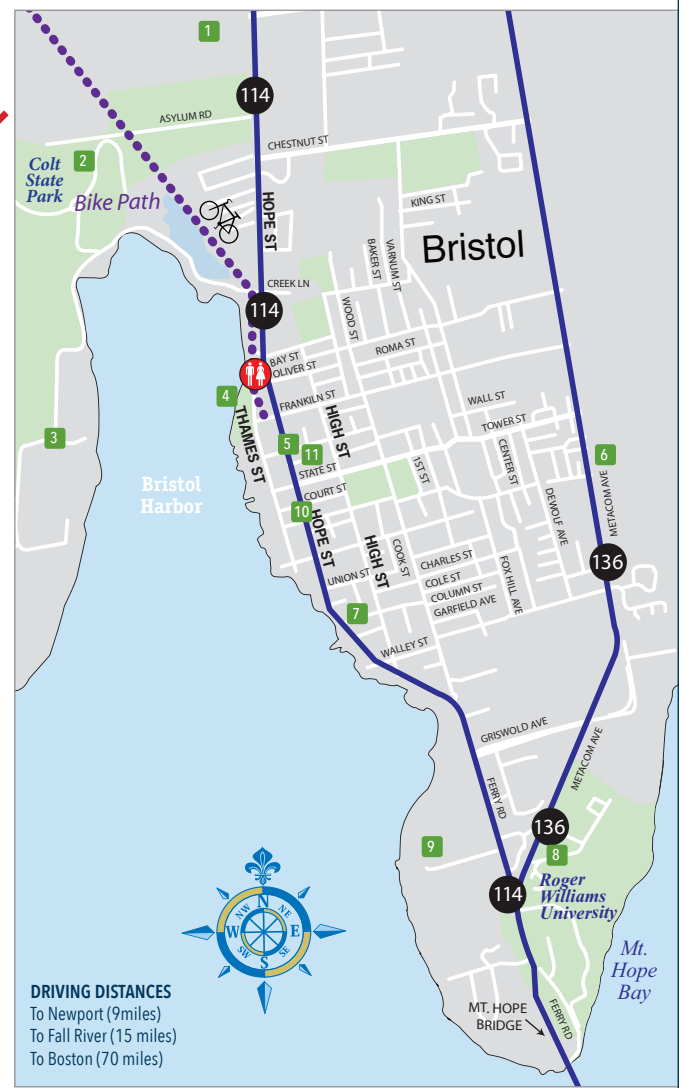 1
114
ASYLUM RD
CHESTNUT ST
2
Colt
State
Park
Bike Path
KING ST
HOPE ST
BAKER ST
VARNUM ST
Bristol
CREEK LN
114
WOOD ST
BAY ST
OLIVER ST
ROMA ST
4
FRANKILN ST
WALL ST
THAMES ST
HIGH ST
TOWER ST
3
5
11
6
STATE ST
1ST ST
CENTER ST
METACOM AVE
Bristol
Harbor
COURT ST
10
DEWOLF AVE
HOPE ST
HIGH ST
COOK ST
136
CHARLES ST
FOX HILL AVE
UNION ST
COLE ST
COLUMN ST
GARFIELD AVE
7
WALLEY ST
GRISWOLD AVE
METACOM AVE
FERRY RD
136
9
8
114
Roger
Williams
University
N
NW
NE
W
E
SW
SE
S
Mt.
Hope
Bay
DRIVING DISTANCES
To Newport (9miles)
To Fall River (15 miles)
To Boston (70 miles)
MT. HOPE
BRIDGE
FERRY RD